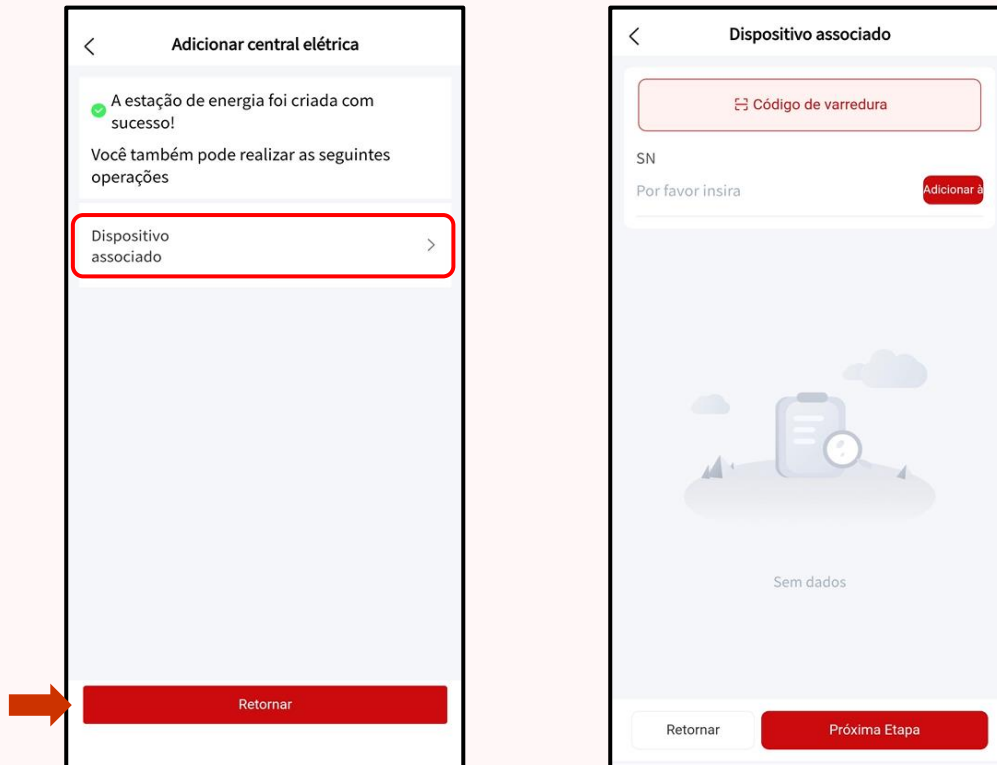 Adicionar central elétrica
A estação de energia foi criada com
sucesso!
Você também pode realizar as seguintes
operações
Dispositivo
associado
Retornar
Dispositivo associado
Código de varredura
SN
Por favor insira
Adicionar à
Sem dados
Retornar
Próxima Etapa